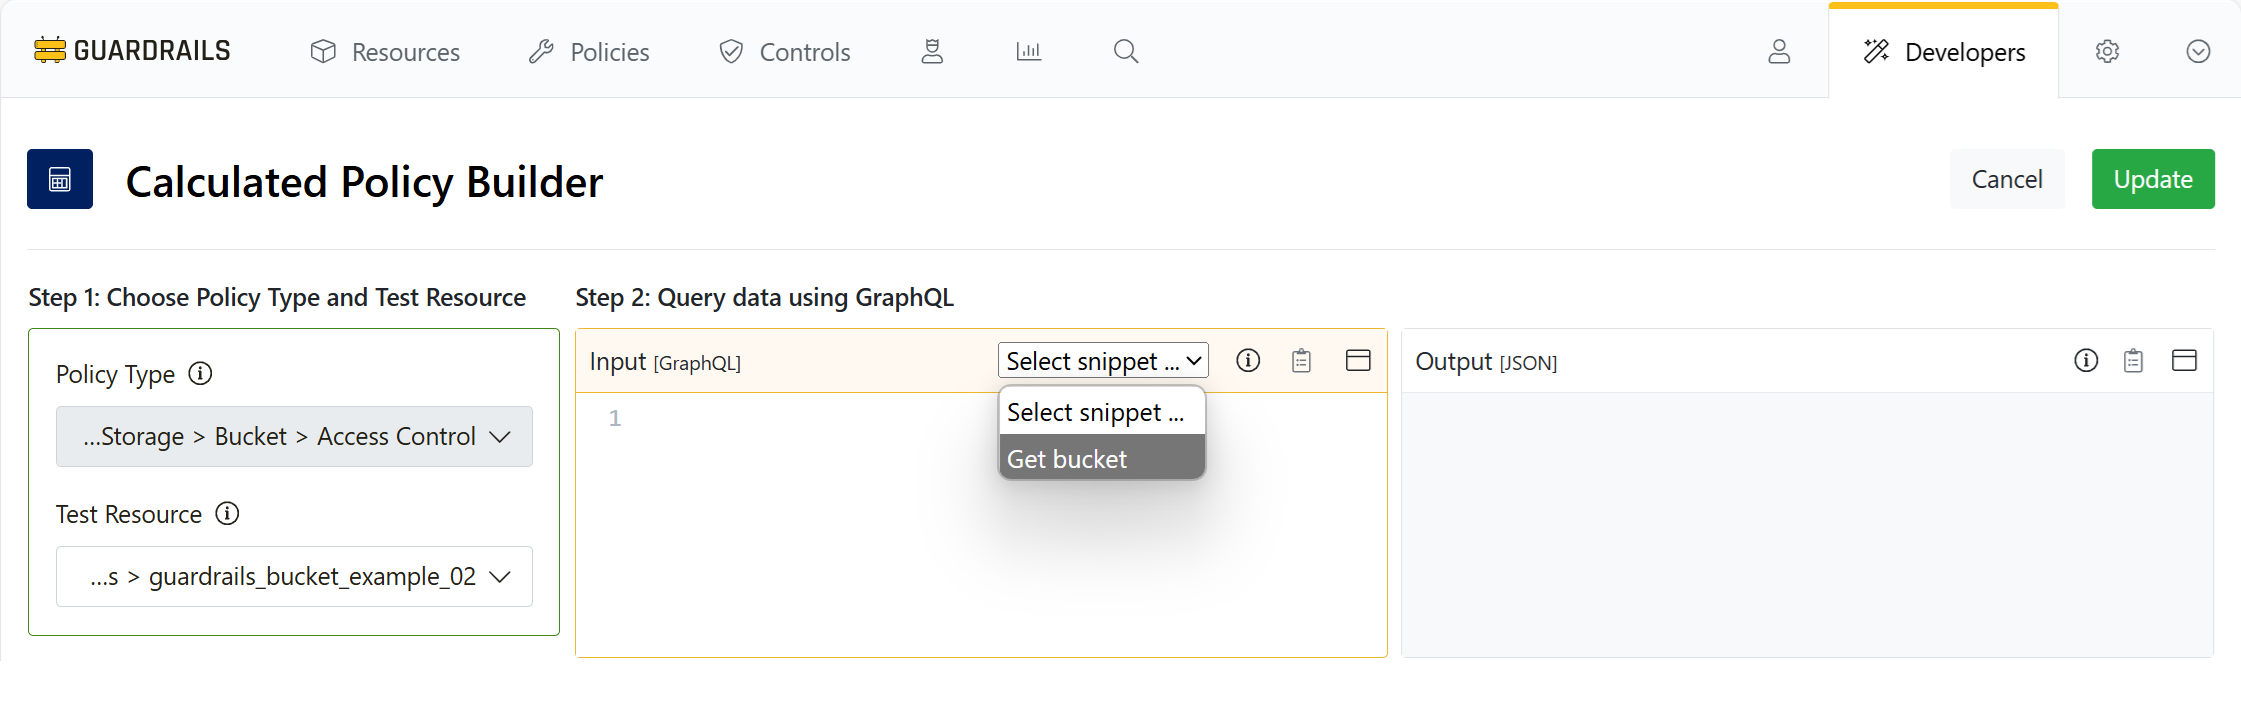 GUARDRAILS Resources Policies Controls Developers
Calculated Policy Builder Cancel Update
Step 1: Choose Policy Type and Test Resource
Policy Type
...Storage > Bucket > Access Control
Test Resource
...s > guardrails_bucket_example_02
Step 2: Query data using GraphQL
Input [GraphQL] Select snippet ...
Select snippet ...
Get bucket
1
Output [JSON]